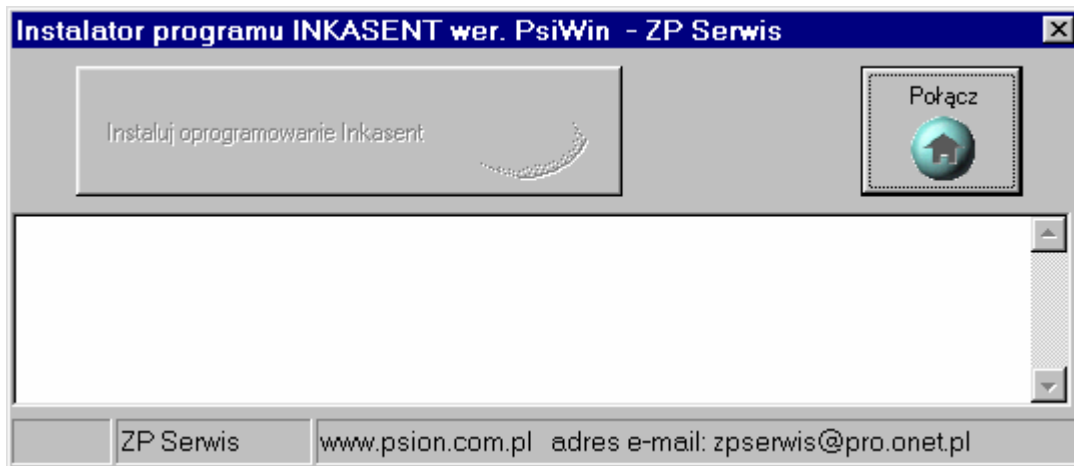 Instalator programu INKASENT wer. PsiWin - ZP Serwis
Instaluj oprogramowanie Inkasent
Połącz
ZP Serwis
www.psion.com.pl adres e-mail: zpserwis@pro.onet.pl